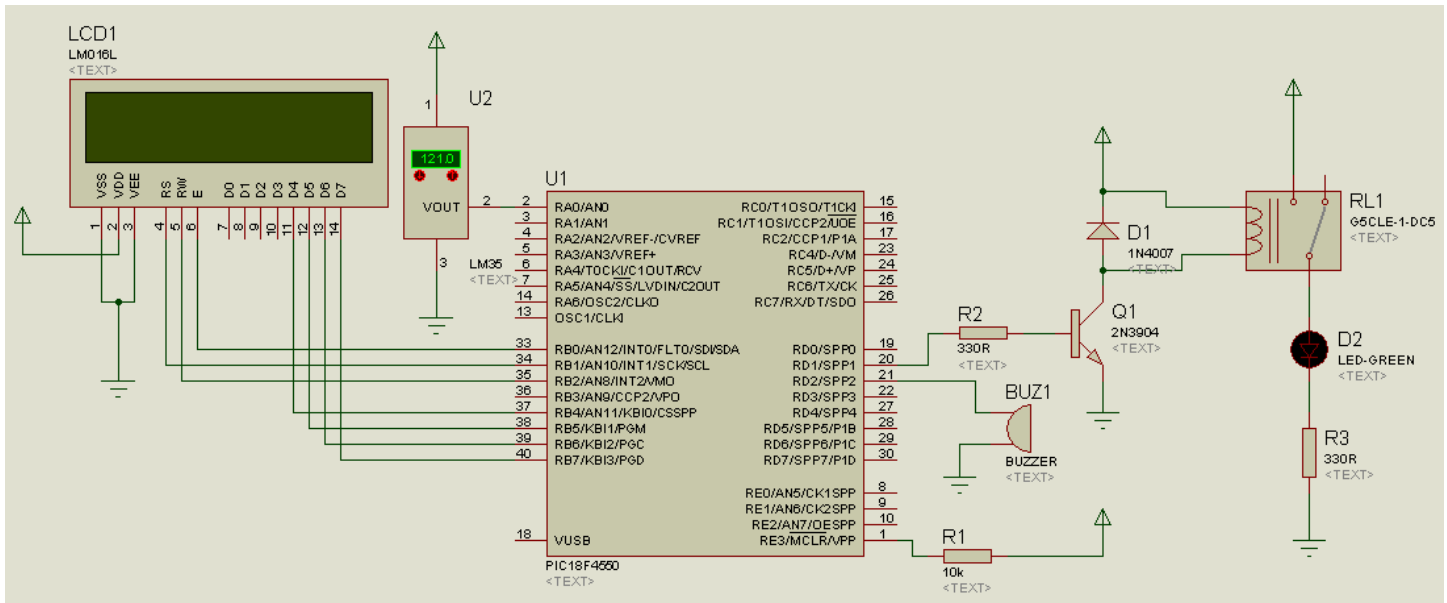 LCD1
LM016L
<TEXT>
VSS
VDD
VEE
RS
RW
E
D0
D1
D2
D3
D4
D5
D6
D7
1
2
3
4
5
6
7
8
9
10
11
12
13
14
U2
1
121.0
VOUT
2
3
LM35
<TEXT>
U1
2 RA0/AN0
3 RA1/AN1
4 RA2/AN2/VREF-/CVREF
5 RA3/AN3/VREF+
6 RA4/T0CKI/C1OUT/RCV
7 RA5/AN4/SS/LVDIN/C2OUT
14 RA6/OSC2/CLKO
13 OSC1/CLKI
33 RB0/AN12/INT0/FLT0/SDI/SDA
34 RB1/AN10/INT1/SCK/SCL
35 RB2/AN8/INT2/VMO
36 RB3/AN9/CCP2/VPO
37 RB4/AN11/KBI0/CSSPP
38 RB5/KBI1/PGM
39 RB6/KBI2/PGC
40 RB7/KBI3/PGD
18 VUSB
RC0/T1OSO/T1CKI 15
RC1/T1OSI/CCP2/UOE 16
RC2/CCP1/P1A 17
RC4/D-/VM 23
RC5/D+/VP 24
RC6/TX/CK 25
RC7/RX/DT/SDO 26
RD0/SPP0 19
RD1/SPP1 20
RD2/SPP2 21
RD3/SPP3 22
RD4/SPP4 27
RD5/SPP5/P1B 28
RD6/SPP6/P1C 29
RD7/SPP7/P1D 30
RE0/AN5/CK1SPP 8
RE1/AN6/CK2SPP 9
RE2/AN7/OESPP 10
RE3/MCLR/VPP 1
PIC18F4550
<TEXT>
R2
330R
<TEXT>
BUZ1
BUZZER
<TEXT>
R1
10k
<TEXT>
D1
1N4007
<TEXT>
Q1
2N3904
<TEXT>
RL1
G5CLE-1-DC5
<TEXT>
D2
LED-GREEN
<TEXT>
R3
330R
<TEXT>